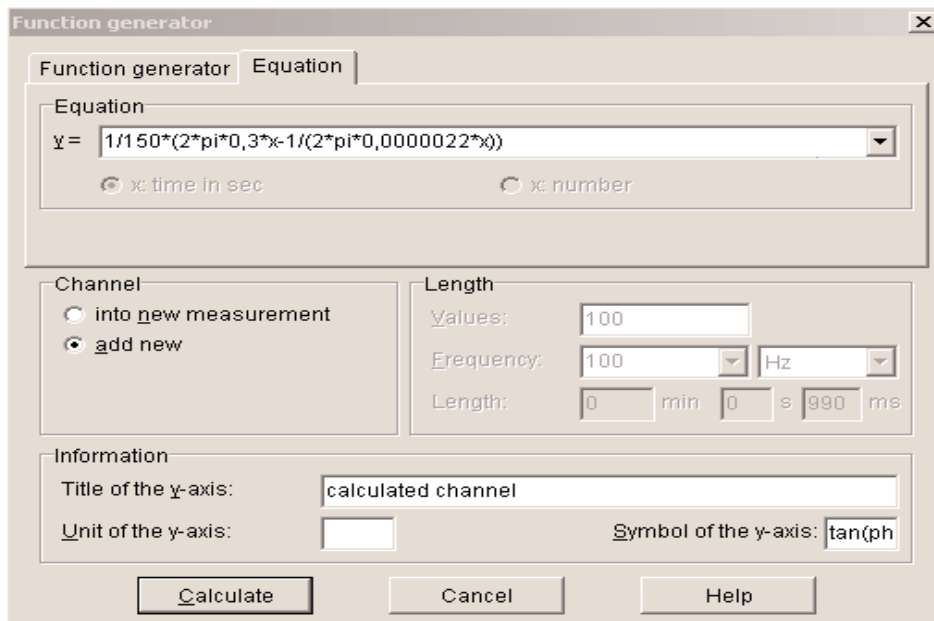 Function generator
Function generator Equation
Equation
y = 1/150*(2*pi*0,3*x-1/(2*pi*0,0000022*x))
x: time in sec x: number
Channel
into new measurement
add new
Length
Values: 100
Frequency: 100 Hz
Length: 0 min 0 s 990 ms
Information
Title of the y-axis: calculated channel
Unit of the y-axis: Symbol of the y-axis: tan(ph
Calculate Cancel Help